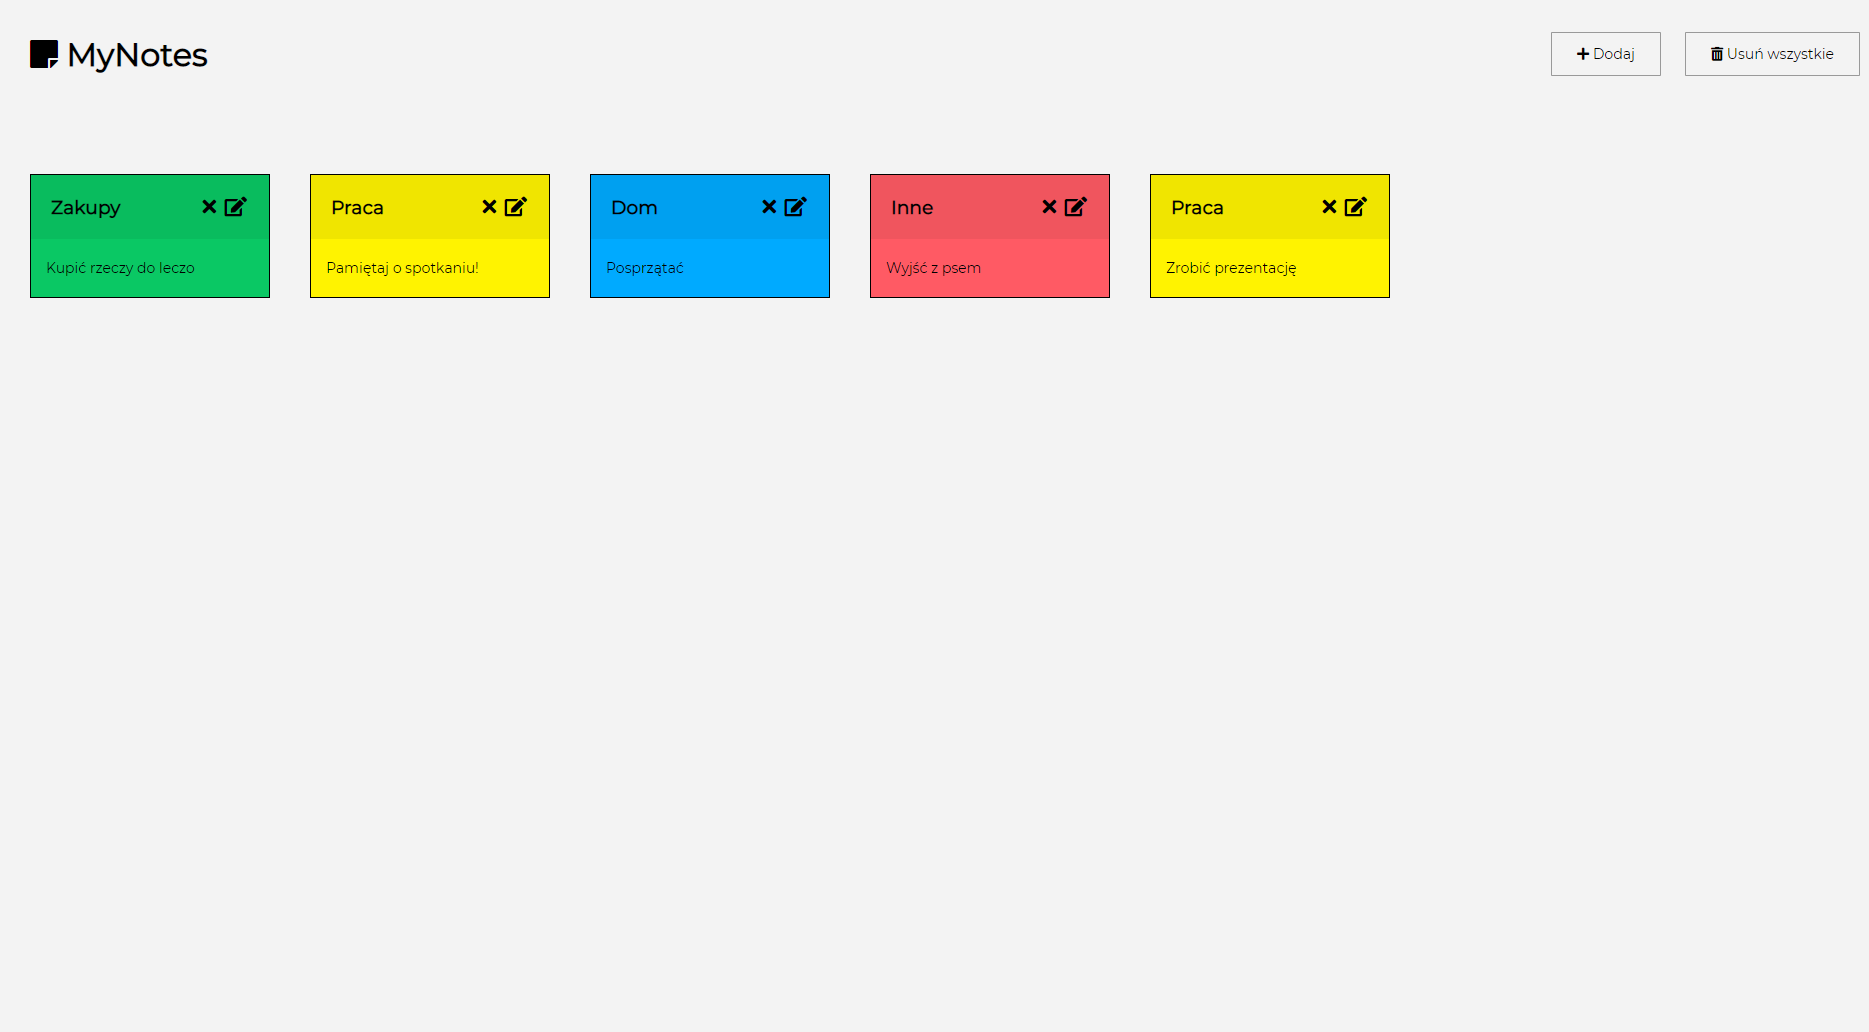 MyNotes
Dodaj
Usuń wszystkie
Zakupy
Kupić rzeczy do leczo
Praca
Pamiętaj o spotkaniu!
Dom
Posprzątać
Inne
Wyjść z psem
Praca
Zrobić prezentację